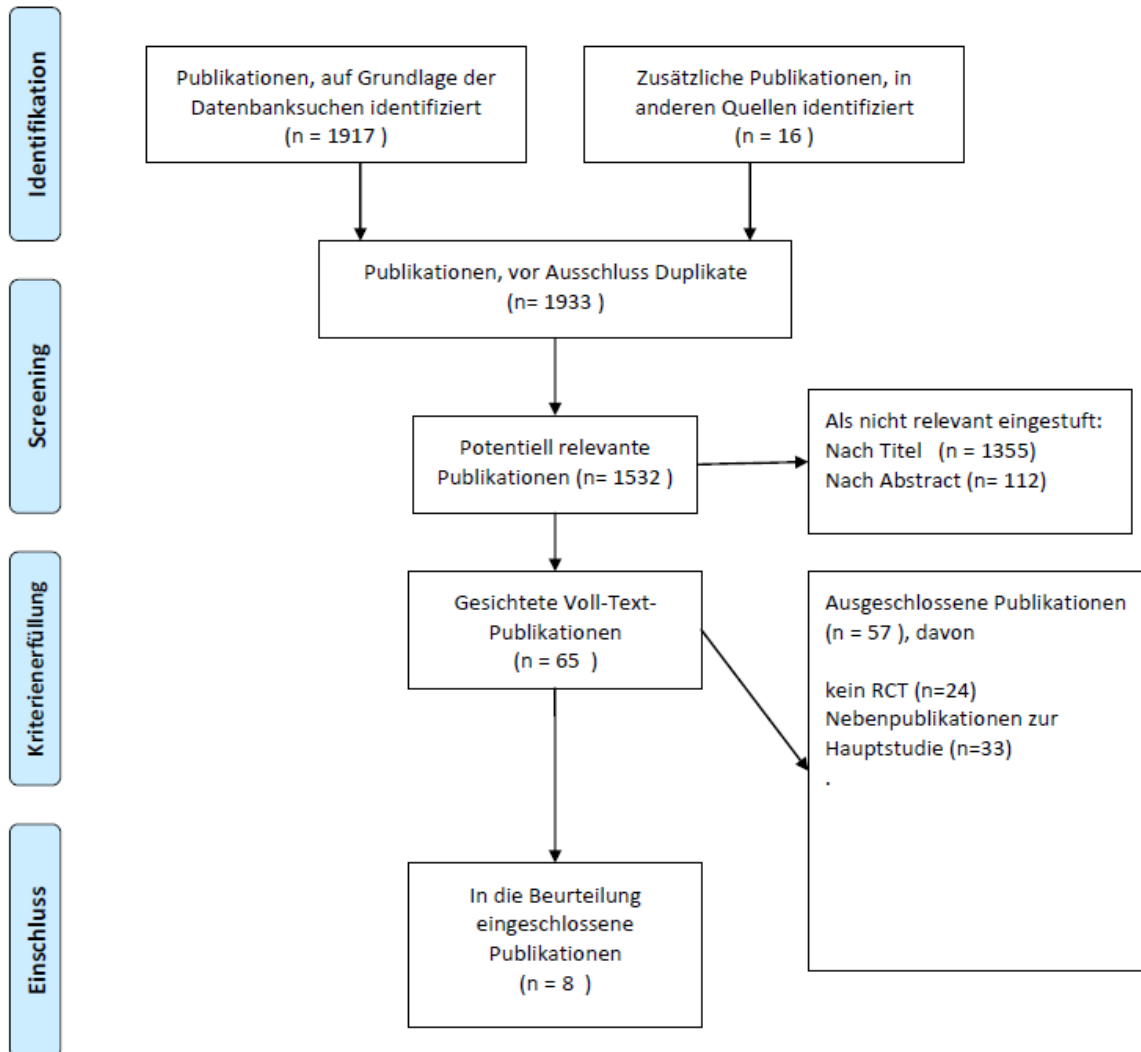 Identifikation
Publikationen, auf Grundlage der
Datenbanksuchen identifiziert
(n = 1917 )
Zusätzliche Publikationen, in
anderen Quellen identifiziert
(n = 16 )
Publikationen, vor Ausschluss Duplikate
(n= 1933 )
Screening
Potentiell relevante
Publikationen (n= 1532 )
Als nicht relevant eingestuft:
Nach Titel (n = 1355)
Nach Abstract (n= 112)
Kriterienerfüllung
Gesichtete Voll-Text-
Publikationen
(n = 65 )
Ausgeschlossene Publikationen
(n = 57 ), davon
kein RCT (n=24)
Nebenpublikationen zur
Hauptstudie (n=33)
.
Einschluss
In die Beurteilung
eingeschlossene
Publikationen
(n = 8 )